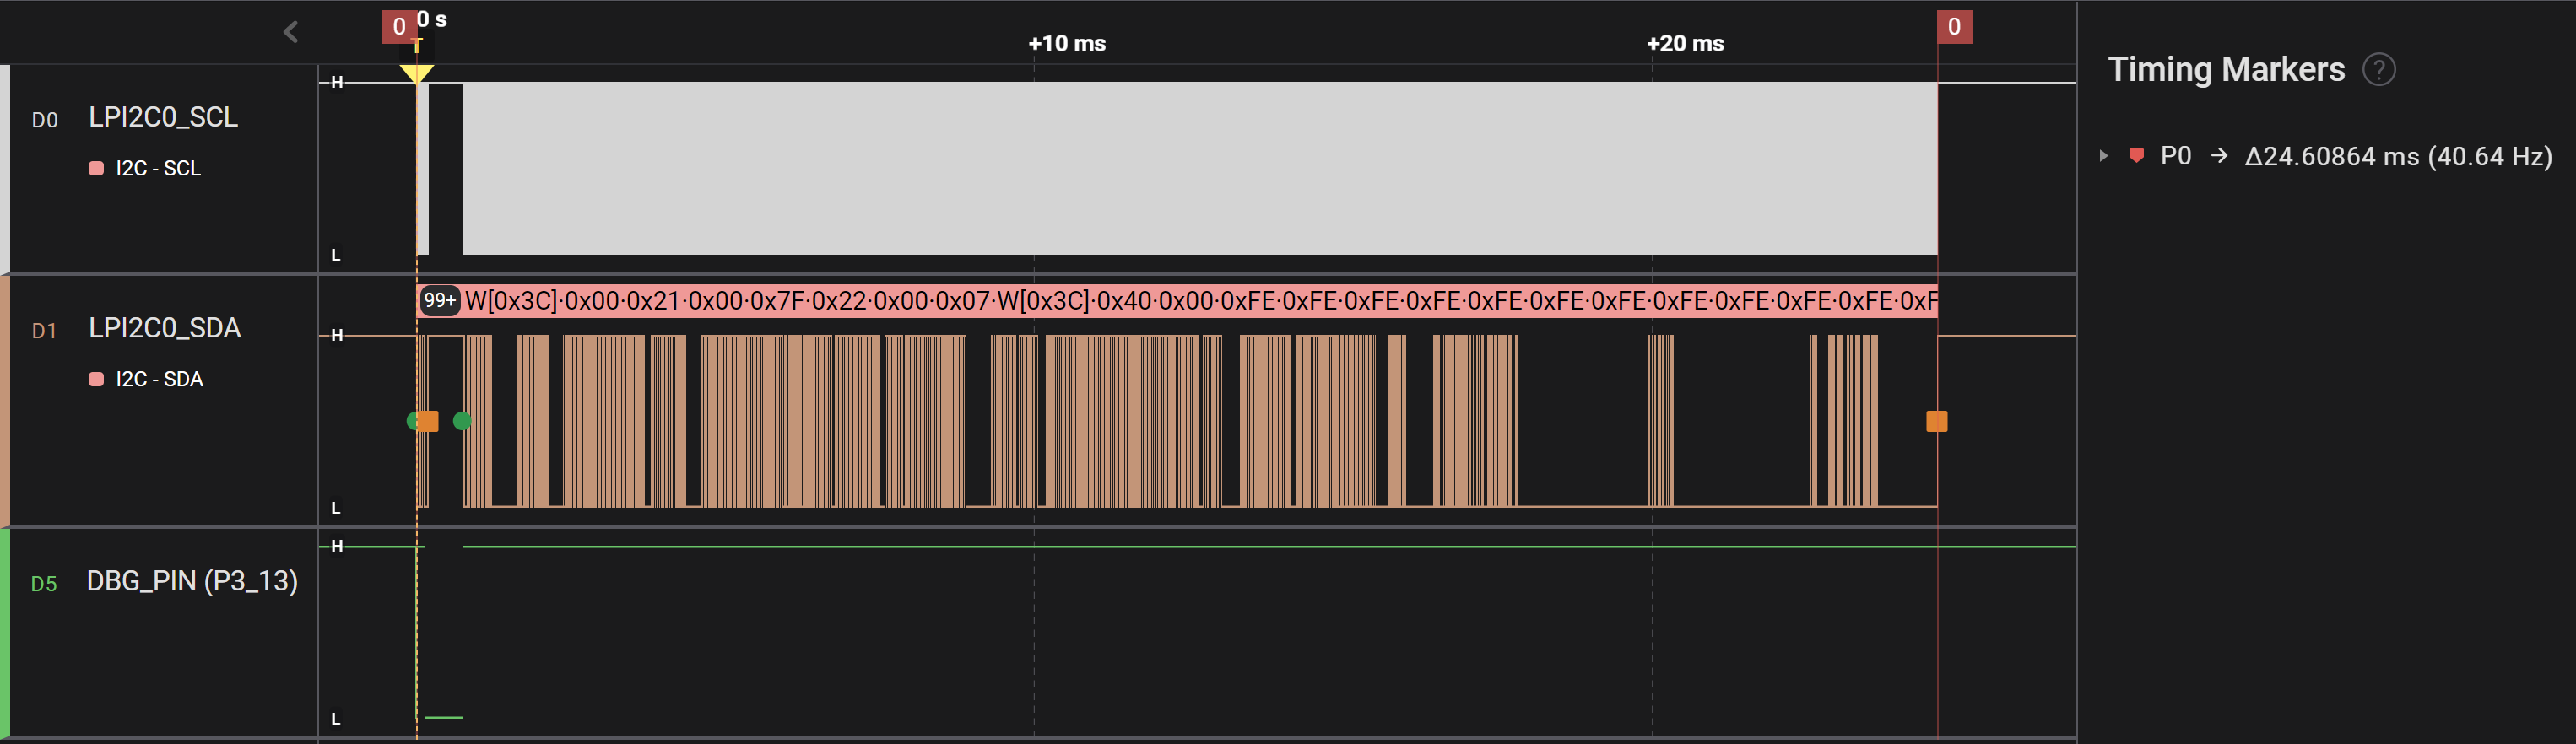 0 0 s +10 ms +20 ms 0
Timing Markers ?
P0 → Δ24.60864 ms (40.64 Hz)
D0 LPI2C0_SCL
I2C - SCL
H
L
D1 LPI2C0_SDA
I2C - SDA
99+ W[0x3C]·0x00·0x21·0x00·0x7F·0x22·0x00·0x07·W[0x3C]·0x40·0x00·0xFE·0xFE·0xFE·0xFE·0xFE·0xFE·0xFE·0xFE·0xFE·0xFE·0xFE·0xF
H
L
D5 DBG_PIN (P3_13)
H
L